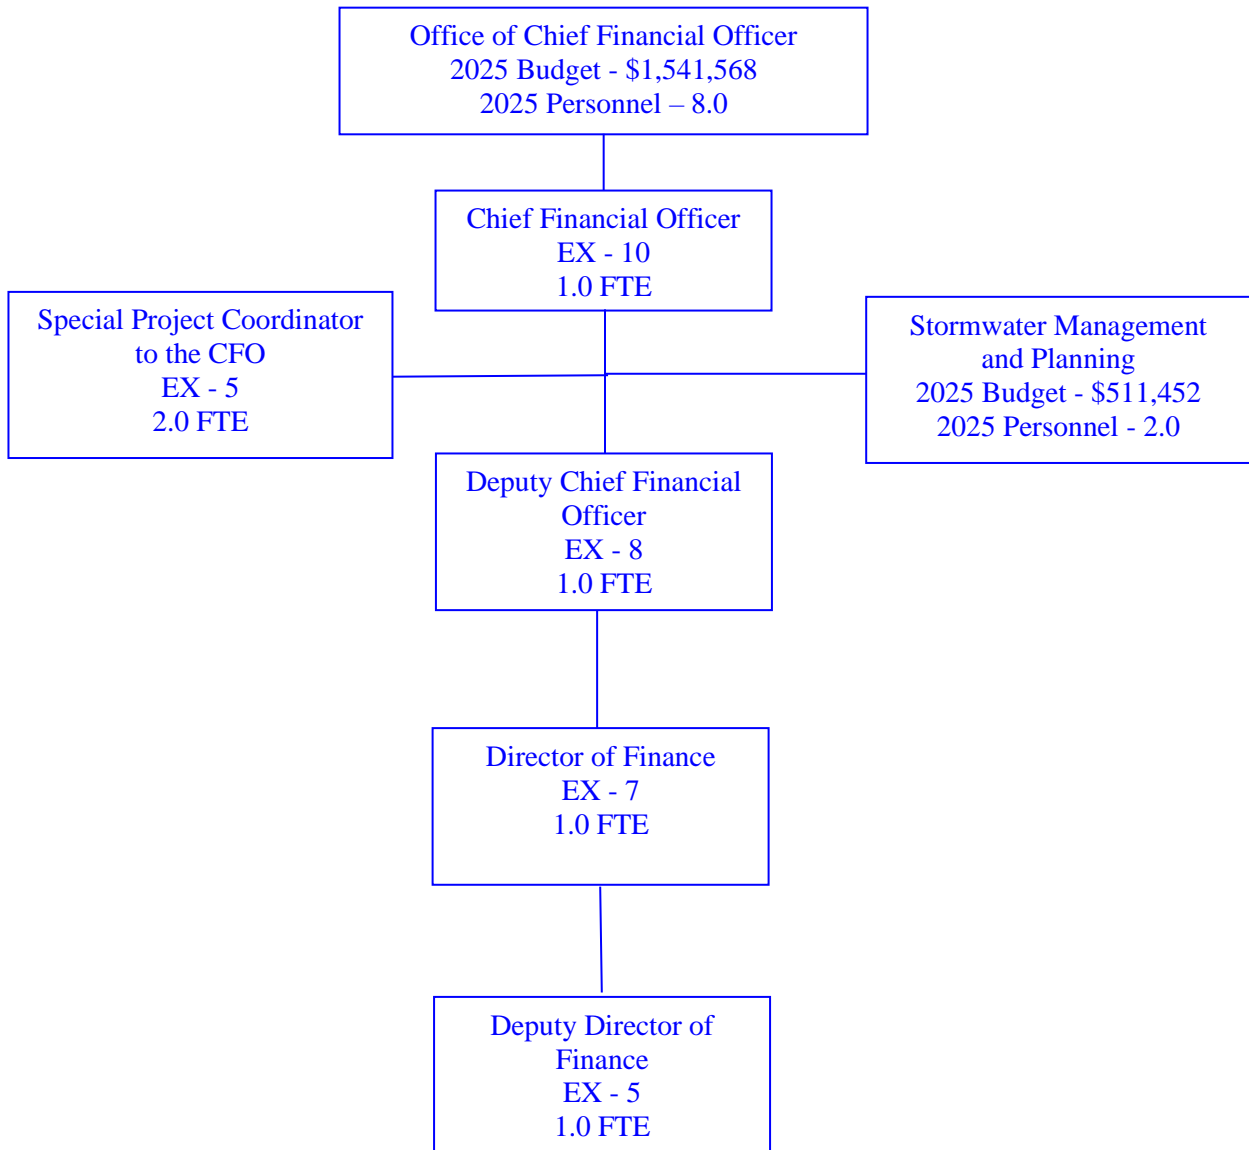 Office of Chief Financial Officer
2025 Budget - $1,541,568
2025 Personnel – 8.0
Chief Financial Officer
EX - 10
1.0 FTE
Special Project Coordinator
to the CFO
EX - 5
2.0 FTE
Stormwater Management
and Planning
2025 Budget - $511,452
2025 Personnel - 2.0
Deputy Chief Financial
Officer
EX - 8
1.0 FTE
Director of Finance
EX - 7
1.0 FTE
Deputy Director of
Finance
EX - 5
1.0 FTE